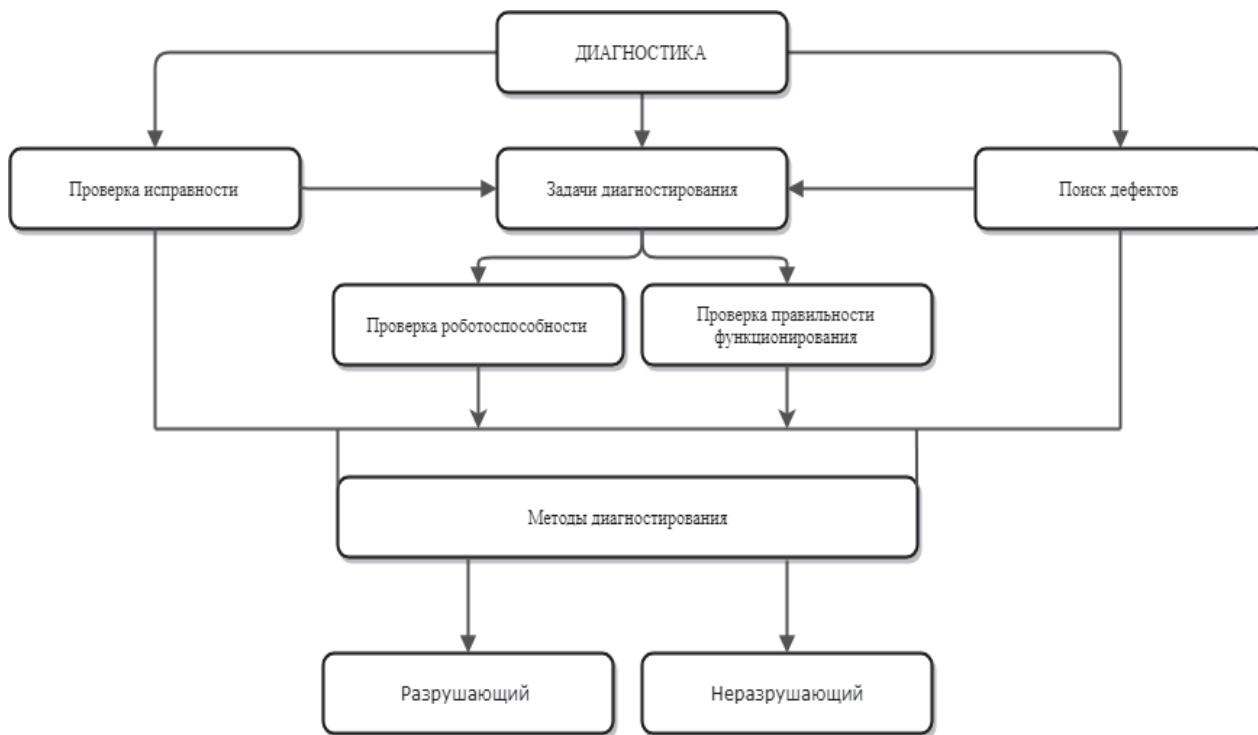 ДИАГНОСТИКА
Проверка исправности
Задачи диагностирования
Поиск дефектов
Проверка роботоспособности
Проверка правильности
функционирования
Методы диагностирования
Разрушающий
Неразрушающий